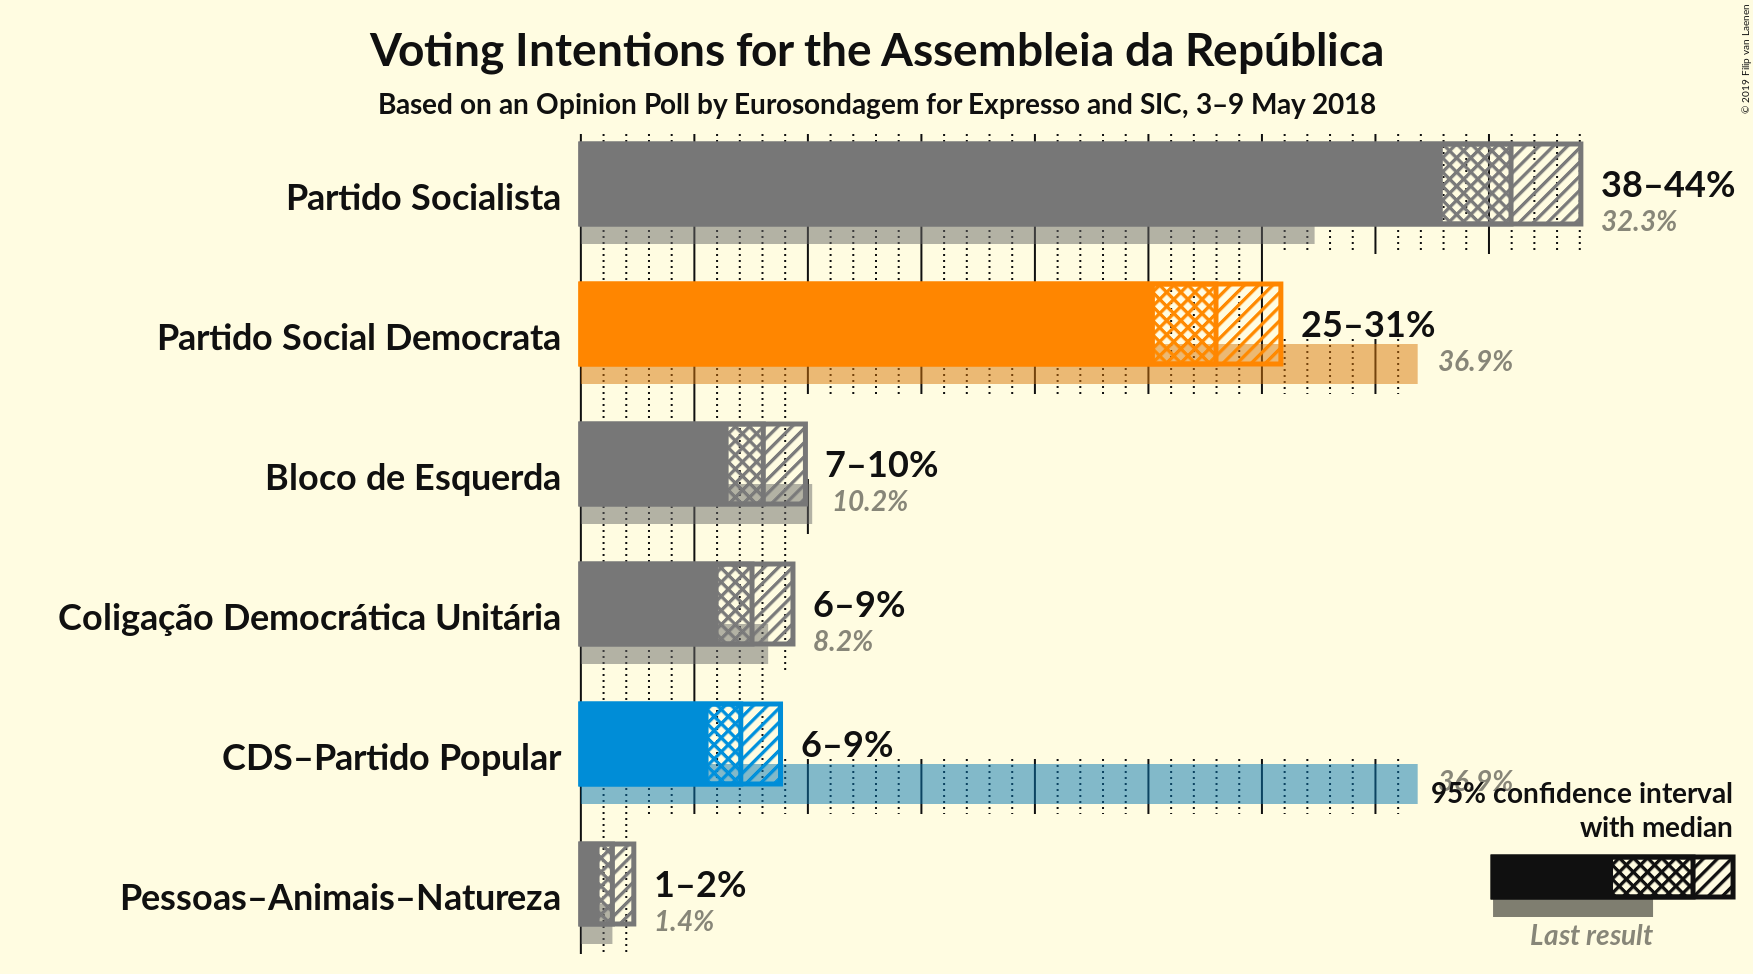 Voting Intentions for the Assembleia da República
Based on an Opinion Poll by Eurosondagem for Expresso and SIC, 3–9 May 2018
© 2019 Filip van Laenen
Partido Socialista
38–44%
32.3%
Partido Social Democrata
25–31%
36.9%
Bloco de Esquerda
7–10%
10.2%
Coligação Democrática Unitária
6–9%
8.2%
CDS–Partido Popular
6–9%
36.9%
Pessoas–Animais–Natureza
1–2%
1.4%
95% confidence interval
with median
Last result